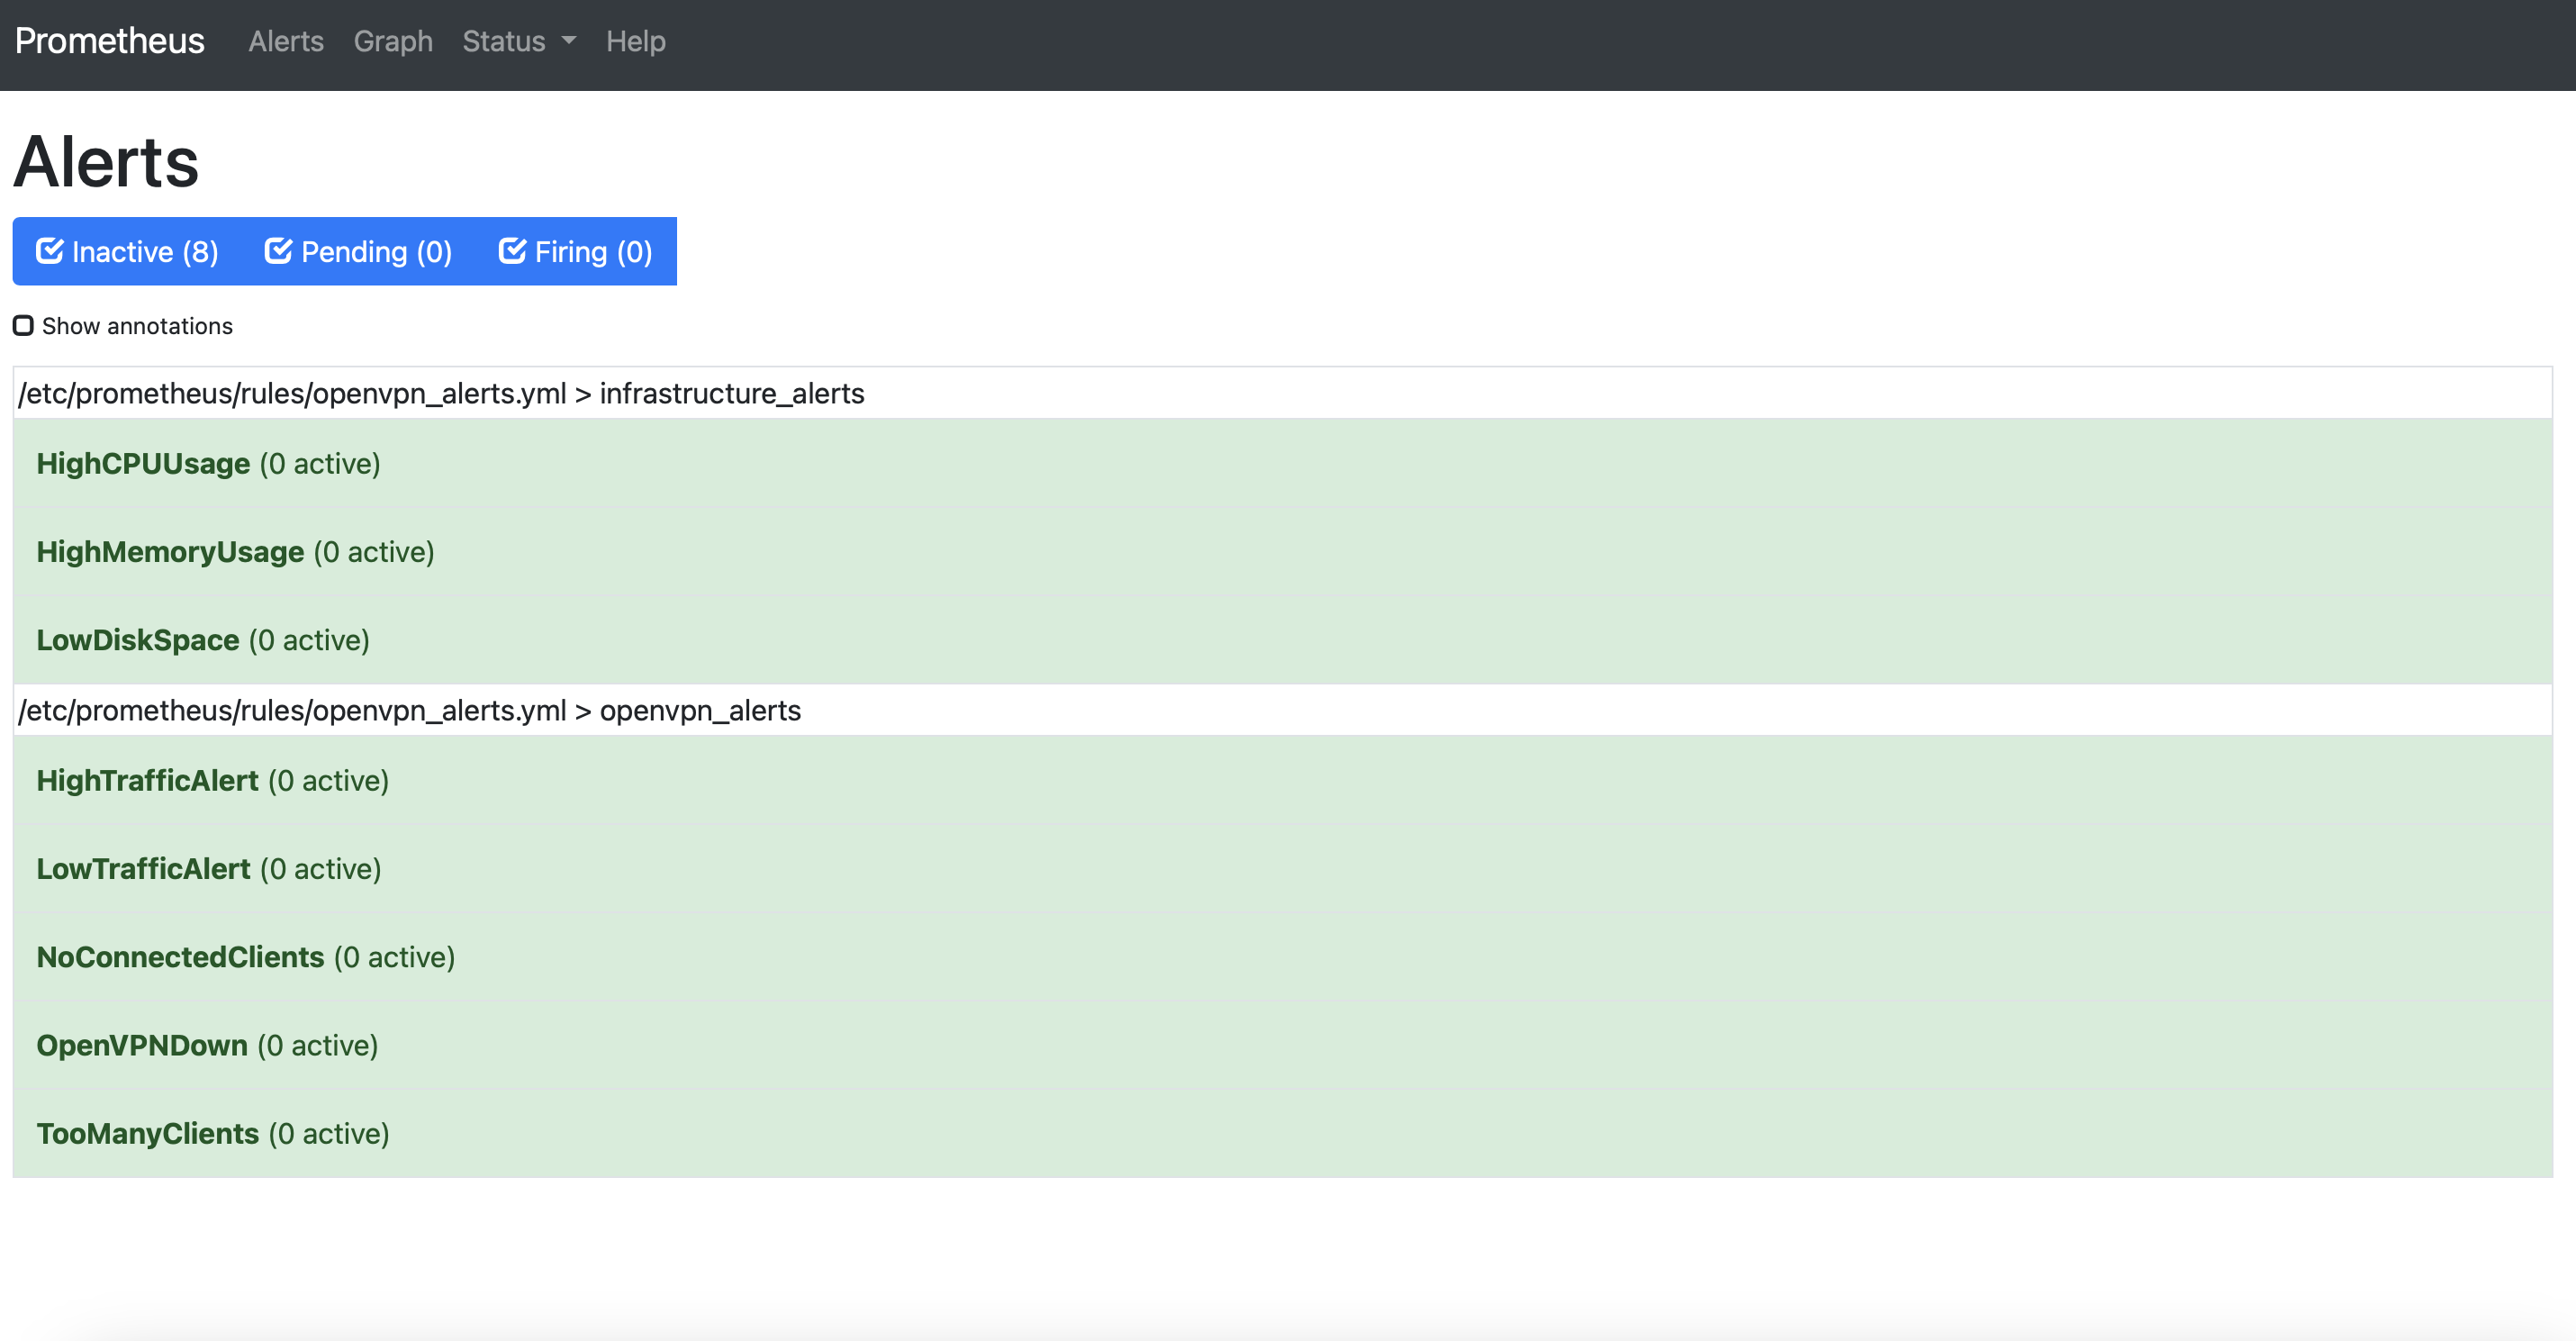 Prometheus Alerts Graph Status Help
Alerts
Inactive (8) Pending (0) Firing (0)
Show annotations
/etc/prometheus/rules/openvpn_alerts.yml > infrastructure_alerts
HighCPUUsage (0 active)
HighMemoryUsage (0 active)
LowDiskSpace (0 active)
/etc/prometheus/rules/openvpn_alerts.yml > openvpn_alerts
HighTrafficAlert (0 active)
LowTrafficAlert (0 active)
NoConnectedClients (0 active)
OpenVPNDown (0 active)
TooManyClients (0 active)